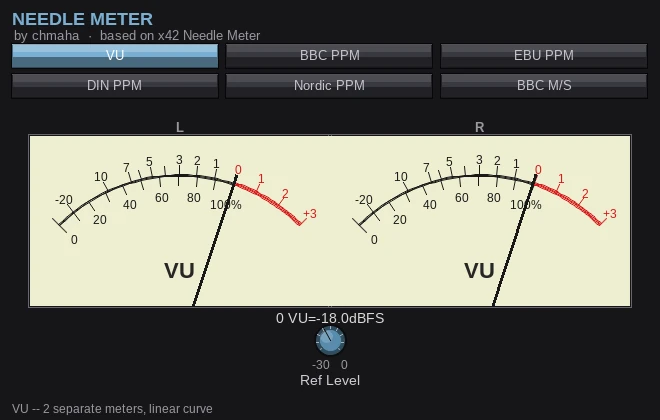 NEEDLE METER
by chmaha · based on x42 Needle Meter
VU BBC PPM EBU PPM
DIN PPM Nordic PPM BBC M/S
L R
-20 10 7 5 3 2 1 0 1 2 +3
0 20 40 60 80 100%
VU
-20 10 7 5 3 2 1 0 1 2 +3
0 20 40 60 80 100%
VU
0 VU=-18.0dBFS
-30 0
Ref Level
VU -- 2 separate meters, linear curve